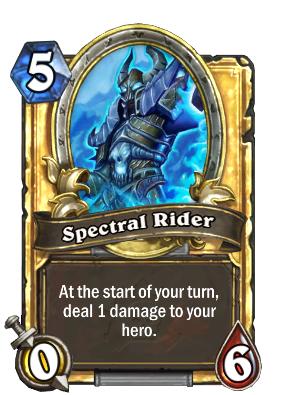 5
Spectral Rider
At the start of your turn,
deal 1 damage to your
hero.
0
6